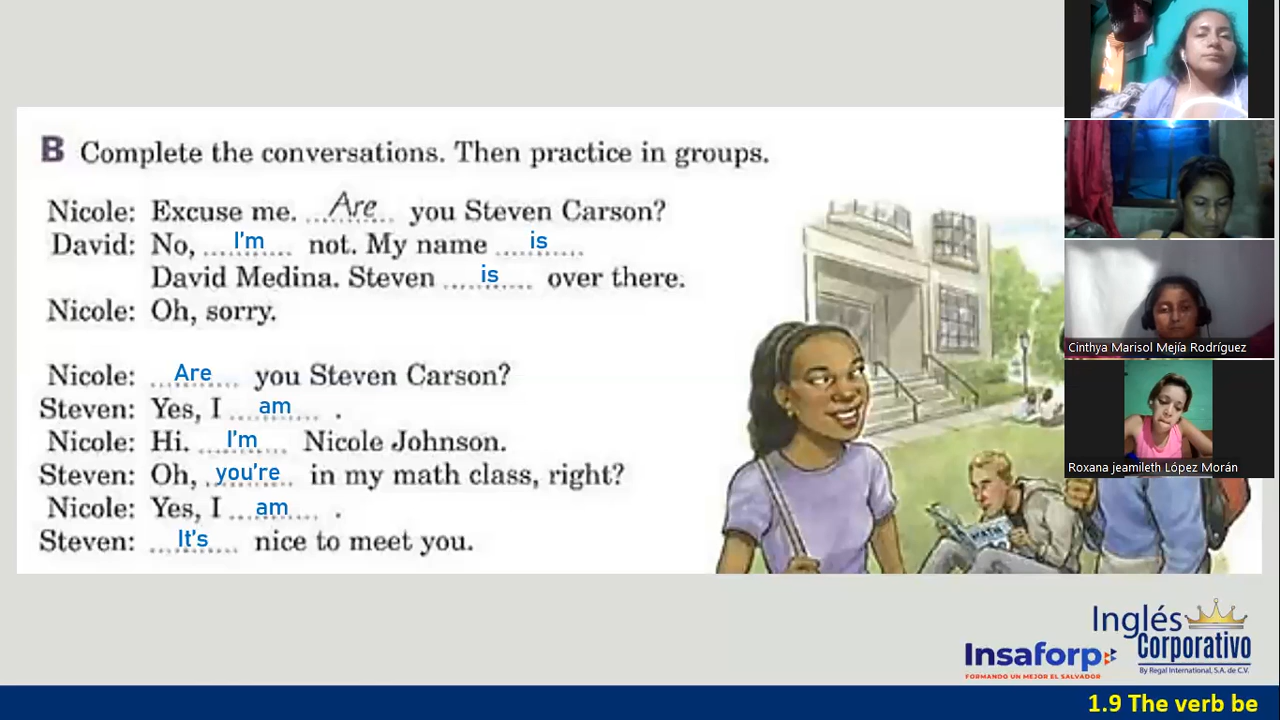 B Complete the conversations. Then practice in groups.
Nicole: Excuse me. Are you Steven Carson?
David: No, I'm not. My name is
David Medina. Steven is over there.
Nicole: Oh, sorry.
Nicole: Are you Steven Carson?
Steven: Yes, I am .
Nicole: Hi. I'm Nicole Johnson.
Steven: Oh, you're in my math class, right?
Nicole: Yes, I am .
Steven: It's nice to meet you.
MATH
Cinthya Marisol Mejía Rodríguez
Roxana jeamileth López Morán
Insaforp
FORMANDO UN MEJOR EL SALVADOR
Inglés
Corporativo
By Regal International, S.A. de C.V.
1.9 The verb be